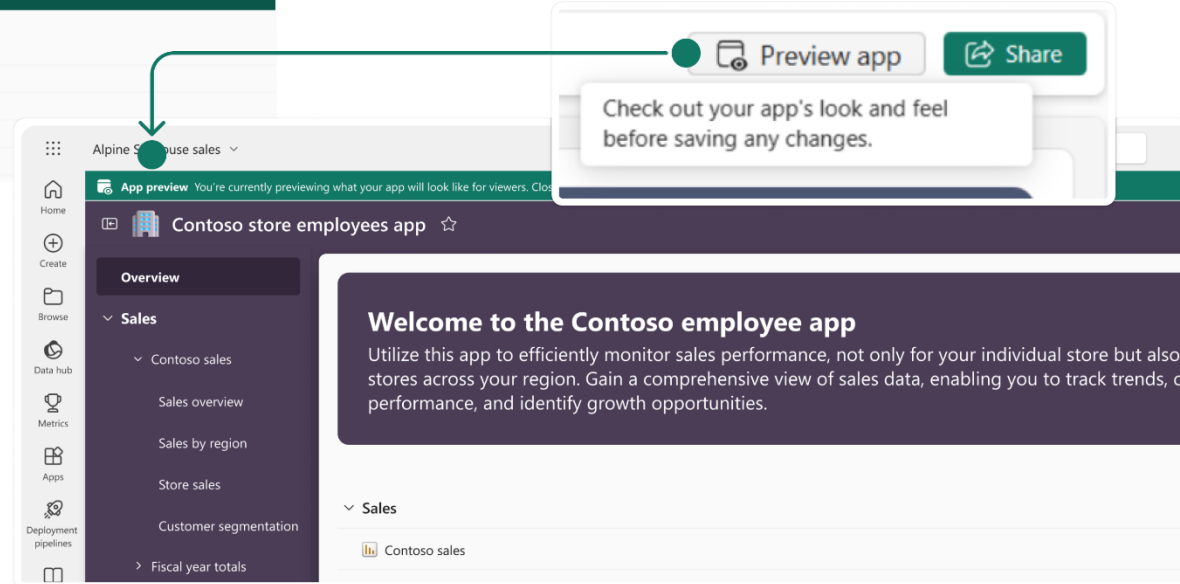 Preview app
Share
Check out your app's look and feel
before saving any changes.
Alpine S ouse sales
App preview You're currently previewing what your app will look like for viewers. Clos
Home
Contoso store employees app
Create
Overview
Browse
Sales
Welcome to the Contoso employee app
Contoso sales
Utilize this app to efficiently monitor sales performance, not only for your individual store but also
Data hub
stores across your region. Gain a comprehensive view of sales data, enabling you to track trends,
Sales overview
performance, and identify growth opportunities.
Metrics
Sales by region
Apps
Store sales
Sales
Deployment
pipelines
Customer segmentation
Contoso sales
Fiscal year totals